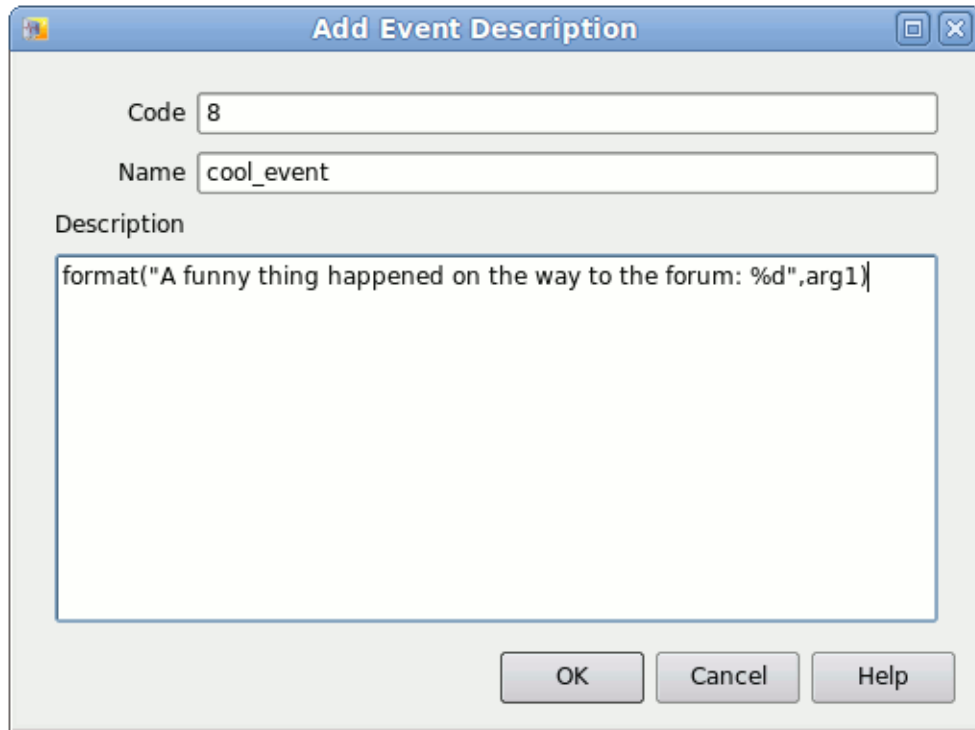 Add Event Description
Code 8
Name cool_event
Description
format("A funny thing happened on the way to the forum: %d",arg1)
OK Cancel Help